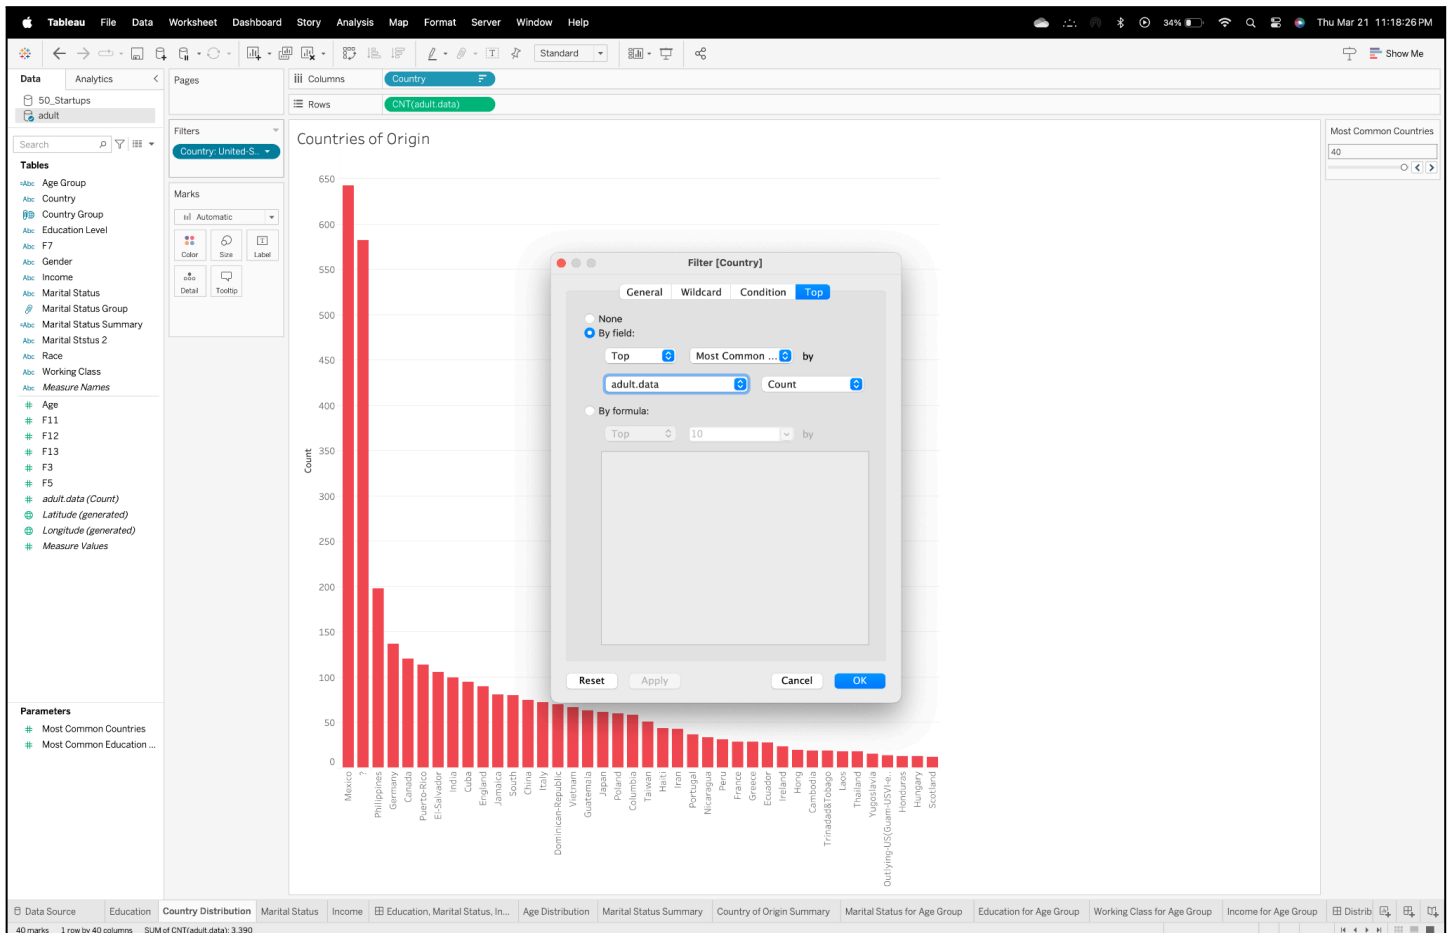 Tableau File Data Worksheet Dashboard Story Analysis Map Format Server Window Help 34% Thu Mar 21 11:18:26 PM
Standard Show Me
Data Analytics
50_Startups
adult
Search
Tables
Abc Age Group
Abc Country
Country Group
Abc Education Level
Abc F7
Abc Gender
Abc Income
Abc Marital Status
Marital Status Group
Abc Marital Status Summary
Abc Marital Ststus 2
Abc Race
Abc Working Class
Abc Measure Names
# Age
# F11
# F12
# F13
# F3
# F5
# adult.data (Count)
Latitude (generated)
Longitude (generated)
# Measure Values
Parameters
# Most Common Countries
# Most Common Education ...
Pages
Filters
Country: United-S..
Marks
Automatic
Color Size Label
Detail Tooltip
Columns Country
Rows CNT(adult.data)
Countries of Origin
650
600
550
500
450
400
350
300
250
200
150
100
50
0
Count
Mexico
?
Philippines
Germany
Canada
Puerto-Rico
El-Salvador
India
Cuba
England
Jamaica
South
China
Italy
Dominican-Republic
Vietnam
Guatemala
Japan
Poland
Columbia
Taiwan
Haiti
Iran
Portugal
Nicaragua
Peru
France
Greece
Ecuador
Ireland
Hong
Cambodia
Trinadad&Tobago
Laos
Thailand
Yugoslavia
Outlying-US(Guam-USVI-e..
Honduras
Hungary
Scotland
Filter [Country]
General Wildcard Condition Top
None
By field:
Top Most Common ... by
adult.data Count
By formula:
Top 10 by
Reset Apply Cancel OK
Most Common Countries
40
Data Source Education Country Distribution Marital Status Income Education, Marital Status, In... Age Distribution Marital Status Summary Country of Origin Summary Marital Status for Age Group Education for Age Group Working Class for Age Group Income for Age Group Distrib
40 marks 1 row by 40 columns SUM of CNT(adult.data): 3,390